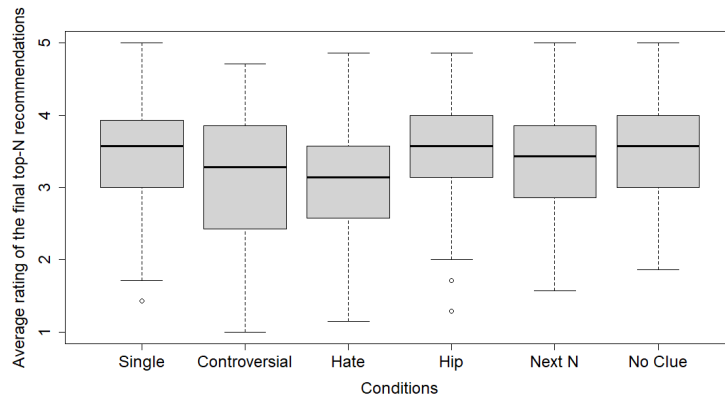 Average rating of the final top-N recommendations
5
4
3
2
1
Single Controversial Hate Hip Next N No Clue
Conditions